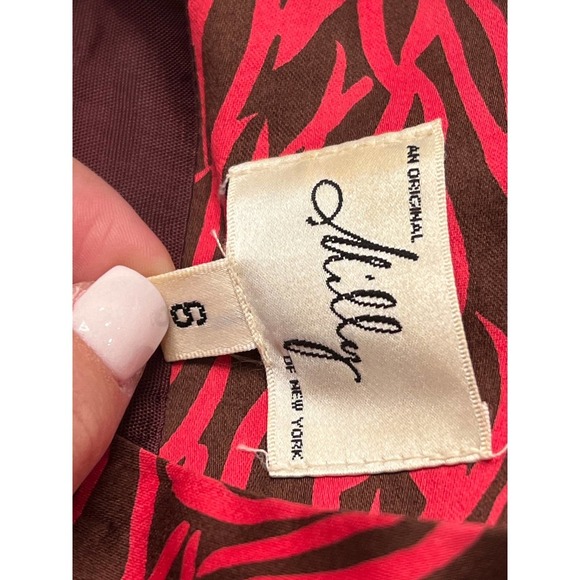 AN ORIGINAL
Milly
OF NEW YORK
6